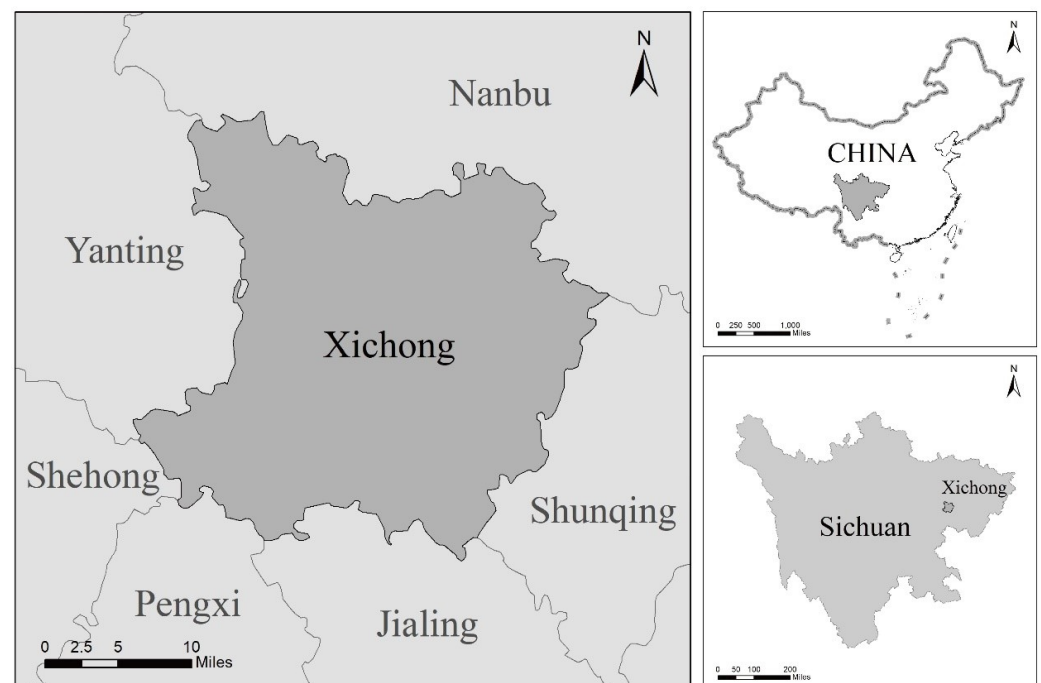 N
Nanbu
Yanting
Xichong
Shehong
Shunqing
Pengxi
Jialing
0 2.5 5 10
Miles
N
CHINA
0 250 500 1,000
Miles
N
Xichong
Sichuan
0 50 100 200
Miles